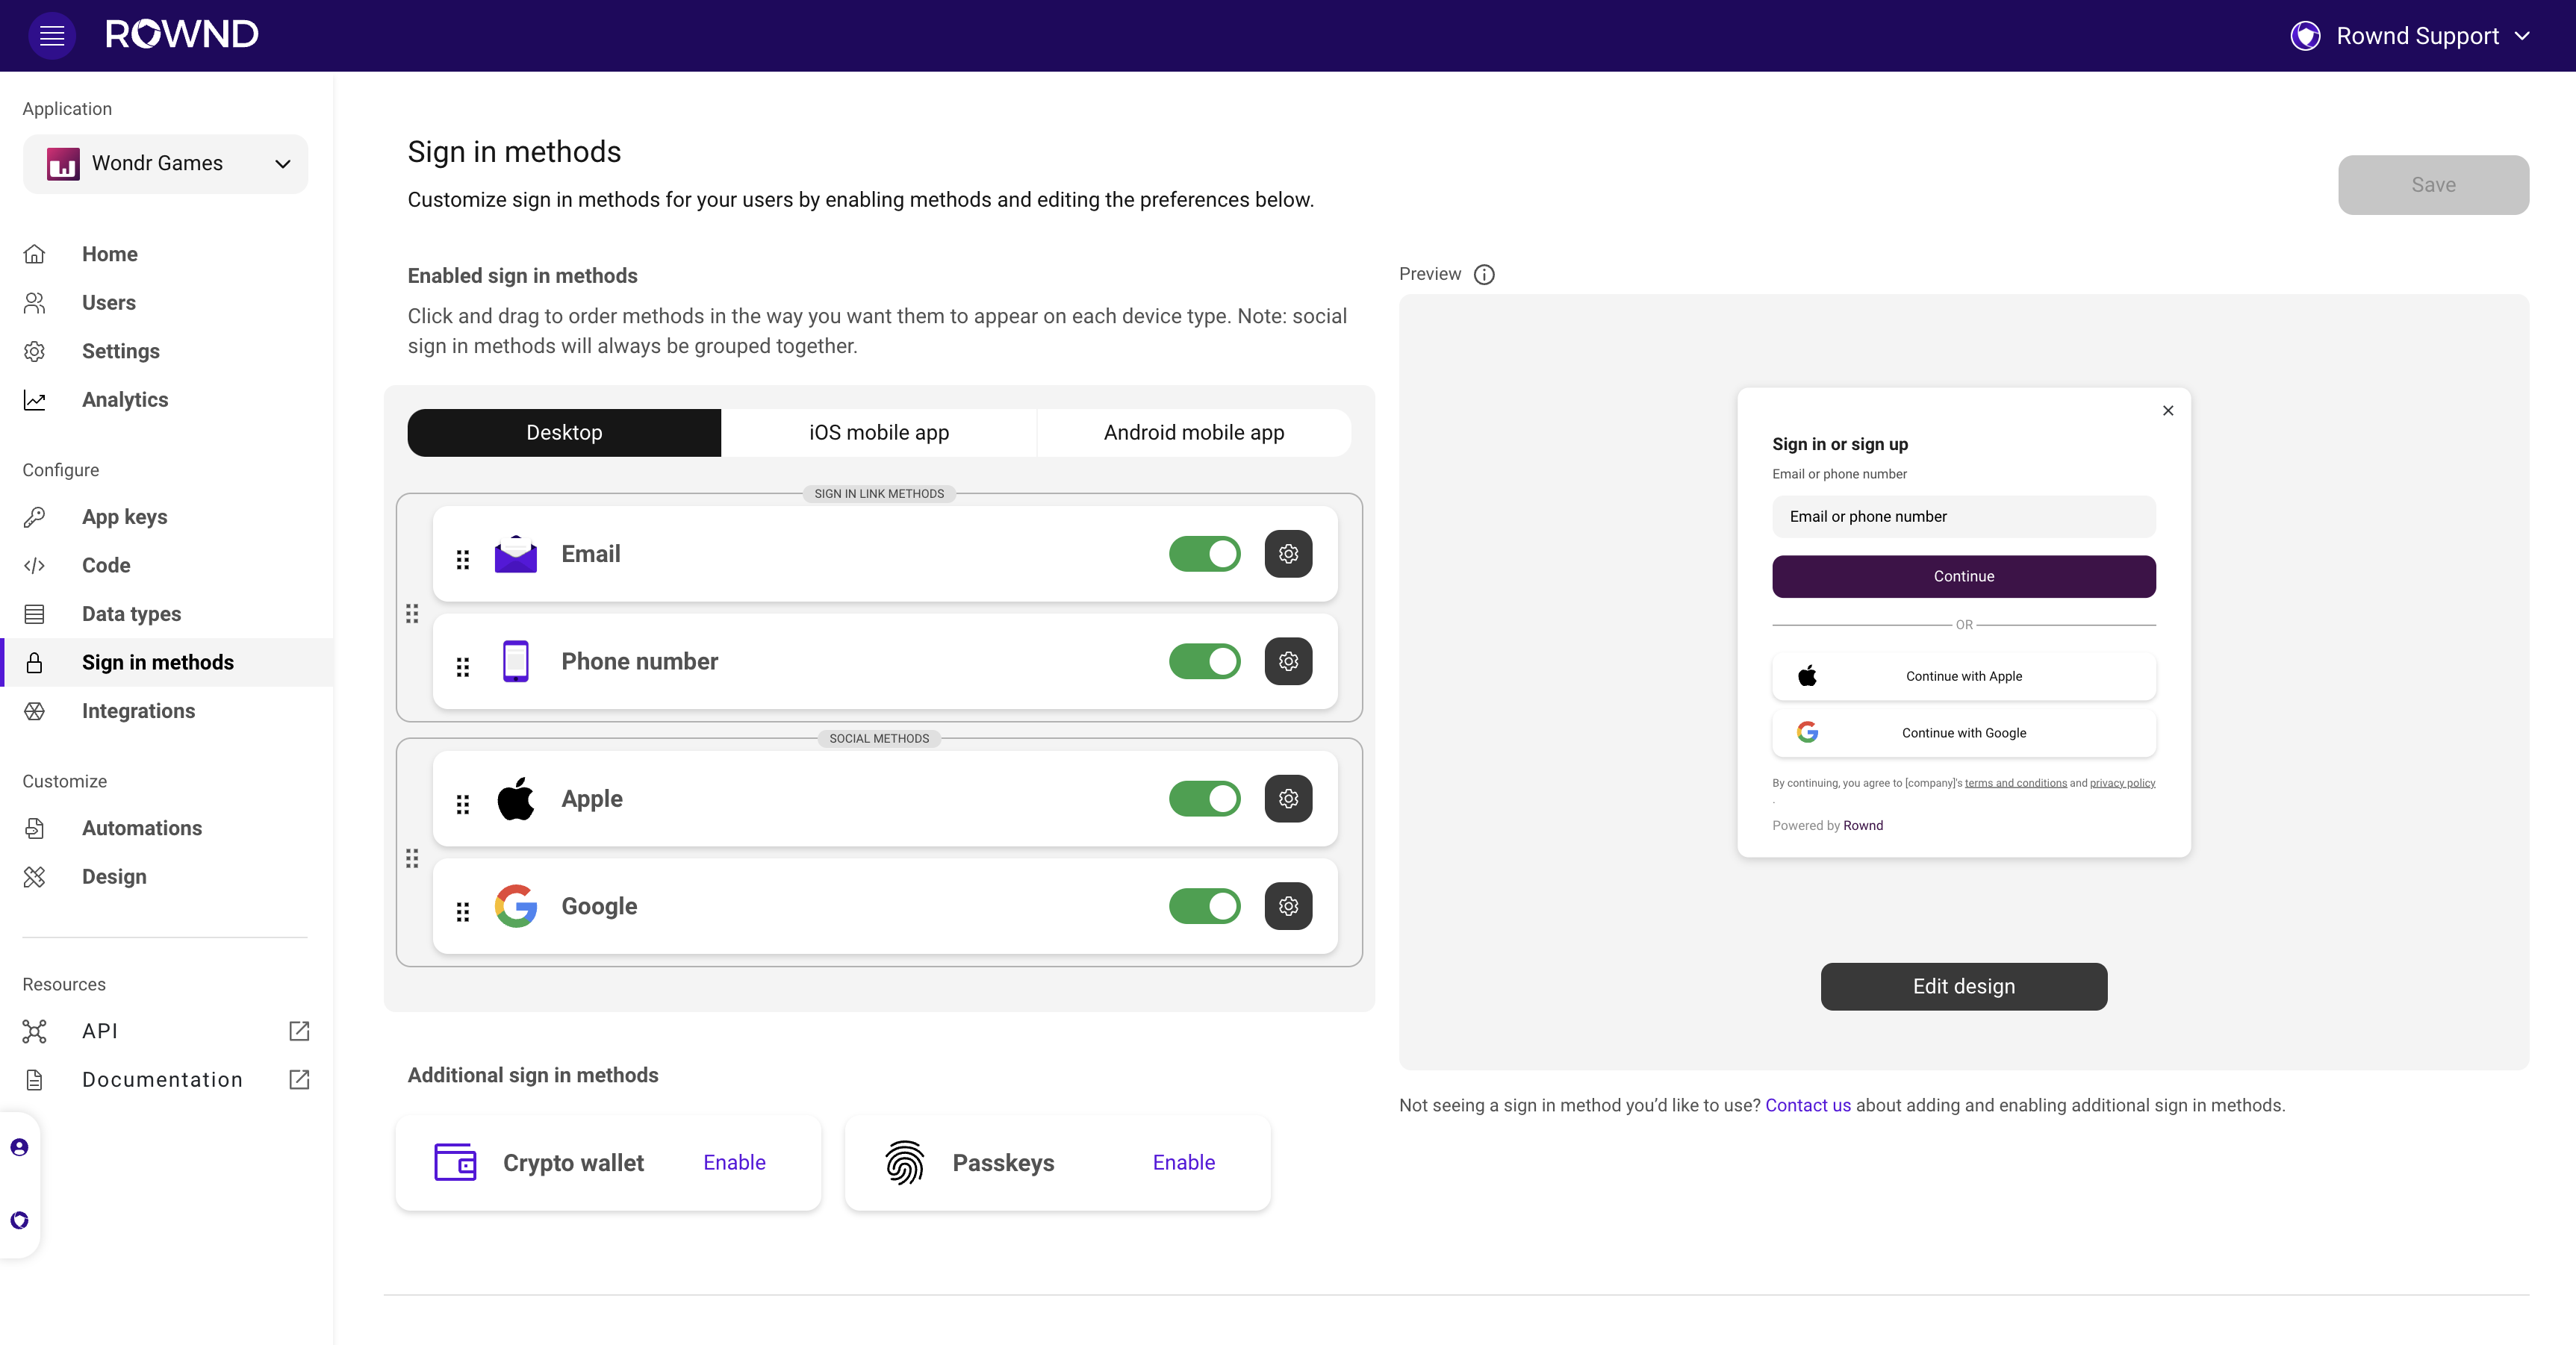 ROWND
Rownd Support
Application
Wondr Games
Home
Users
Settings
Analytics
Configure
App keys
Code
Data types
Sign in methods
Integrations
Customize
Automations
Design
Resources
API
Documentation
Sign in methods
Customize sign in methods for your users by enabling methods and editing the preferences below.
Save
Enabled sign in methods
Click and drag to order methods in the way you want them to appear on each device type. Note: social
sign in methods will always be grouped together.
Desktop
iOS mobile app
Android mobile app
SIGN IN LINK METHODS
Email
Phone number
SOCIAL METHODS
Apple
Google
Additional sign in methods
Crypto wallet
Enable
Passkeys
Enable
Preview
Sign in or sign up
Email or phone number
Email or phone number
Continue
OR
Continue with Apple
Continue with Google
By continuing, you agree to [company]'s terms and conditions and privacy policy
.
Powered by Rownd
Edit design
Not seeing a sign in method you’d like to use? Contact us about adding and enabling additional sign in methods.